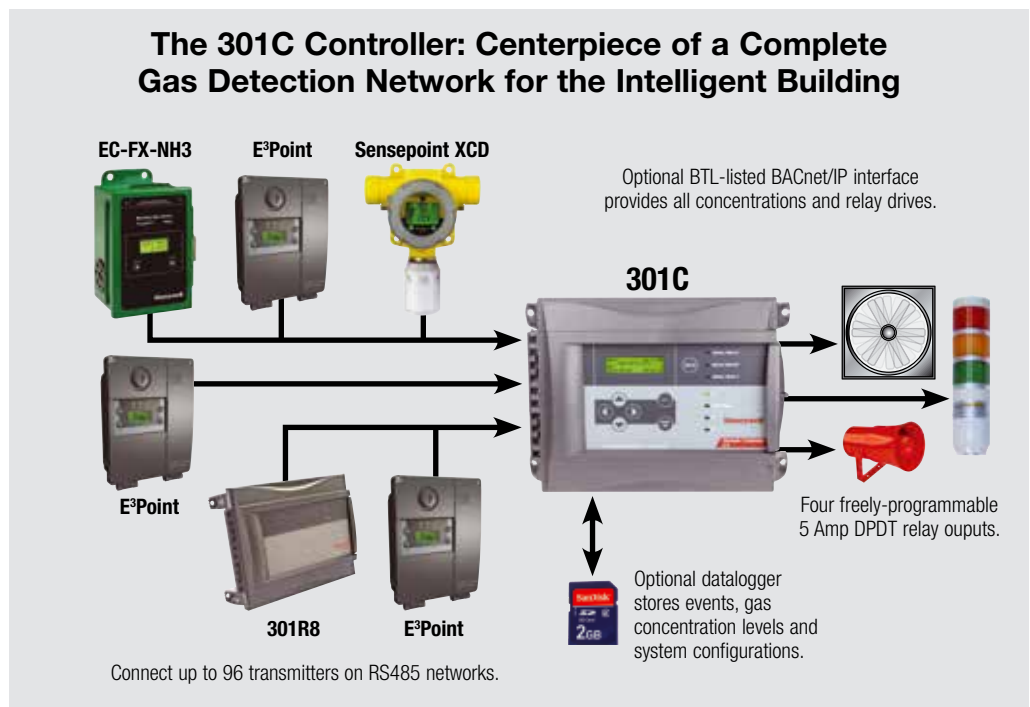 The 301C Controller: Centerpiece of a Complete
Gas Detection Network for the Intelligent Building
EC-FX-NH3
E³Point
Sensepoint XCD
Optional BTL-listed BACnet/IP interface
provides all concentrations and relay drives.
301C
E³Point
301R8
E³Point
Four freely-programmable
5 Amp DPDT relay ouputs.
SanDisk
2GB
Optional datalogger
stores events, gas
concentration levels and
system configurations.
Connect up to 96 transmitters on RS485 networks.